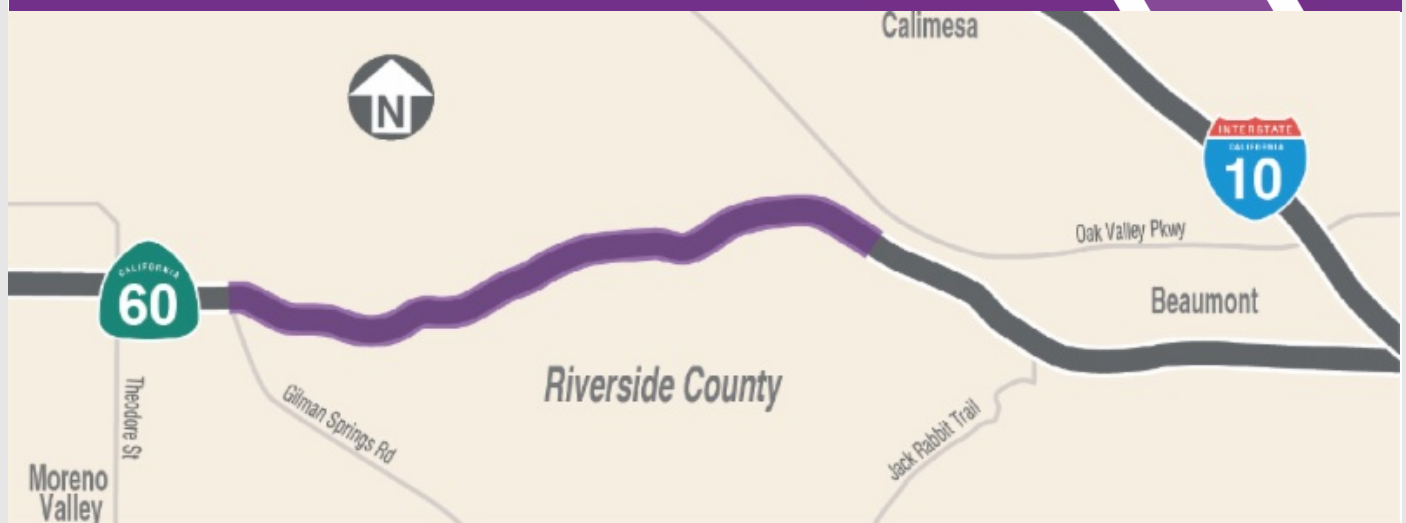 Calimesa
N
INTERSTATE
CALIFORNIA
10
Oak Valley Pkwy
CALIFORNIA
60
Beaumont
Riverside County
Theodore St
Gilman Springs Rd
Jack Rabbit Trail
Moreno
Valley